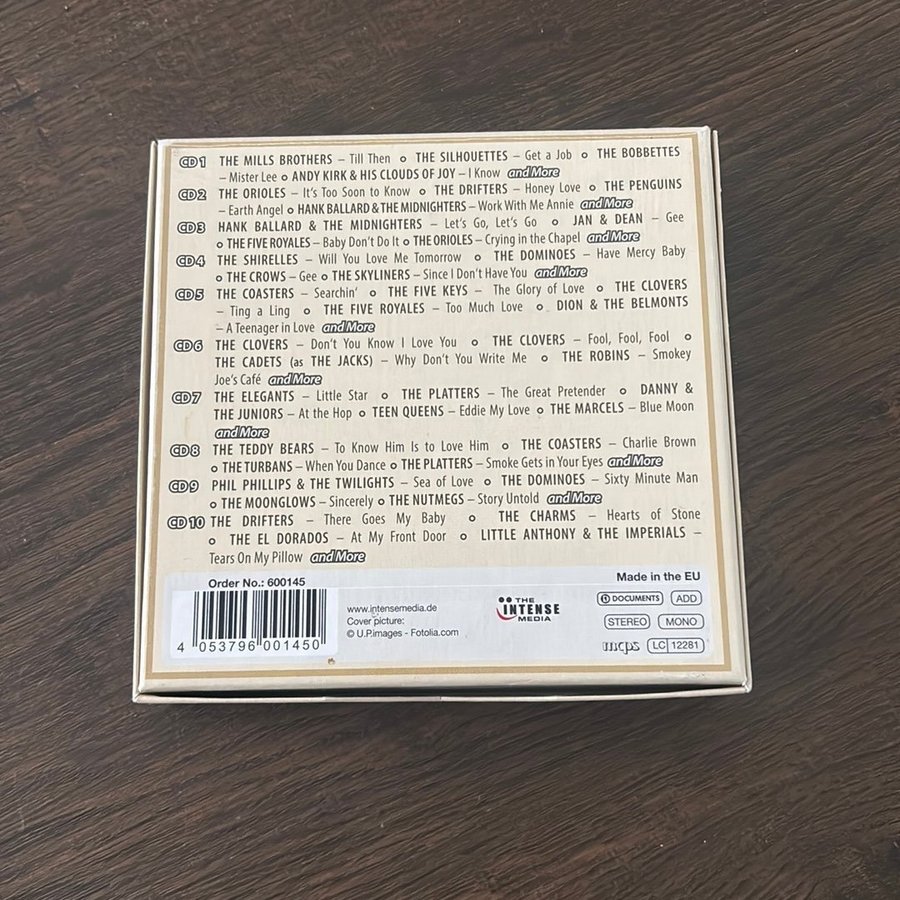 CD 1 THE MILLS BROTHERS – Till Then o THE SILHOUETTES – Get a Job o THE BOBBETTES
– Mister Lee o ANDY KIRK & HIS CLOUDS OF JOY – I Know and More
CD 2 THE ORIOLES – It's Too Soon to Know o THE DRIFTERS – Honey Love o THE PENGUINS
– Earth Angel o HANK BALLARD & THE MIDNIGHTERS – Work With Me Annie and More
CD 3 HANK BALLARD & THE MIDNIGHTERS – Let's Go, Let's Go o JAN & DEAN – Gee
o THE FIVE ROYALES – Baby Don't Do It o THE ORIOLES – Crying in the Chapel and More
CD 4 THE SHIRELLES – Will You Love Me Tomorrow o THE DOMINOES – Have Mercy Baby
o THE CROWS – Gee o THE SKYLINERS – Since I Don't Have You and More
CD 5 THE COASTERS – Searchin' o THE FIVE KEYS – The Glory of Love o THE CLOVERS
– Ting a Ling o THE FIVE ROYALES – Too Much Love o DION & THE BELMONTS
– A Teenager in Love and More
CD 6 THE CLOVERS – Don't You Know I Love You o THE CLOVERS – Fool, Fool, Fool o
THE CADETS (as THE JACKS) – Why Don't You Write Me o THE ROBINS – Smokey
Joe's Café and More
CD 7 THE ELEGANTS – Little Star o THE PLATTERS – The Great Pretender o DANNY &
THE JUNIORS – At the Hop o TEEN QUEENS – Eddie My Love o THE MARCELS – Blue Moon
and More
CD 8 THE TEDDY BEARS – To Know Him Is to Love Him o THE COASTERS – Charlie Brown
o THE TURBANS – When You Dance o THE PLATTERS – Smoke Gets in Your Eyes and More
CD 9 PHIL PHILLIPS & THE TWILIGHTS – Sea of Love o THE DOMINOES – Sixty Minute Man
o THE MOONGLOWS – Sincerely o THE NUTMEGS – Story Untold and More
CD 10 THE DRIFTERS – There Goes My Baby o THE CHARMS – Hearts of Stone
o THE EL DORADOS – At My Front Door o LITTLE ANTHONY & THE IMPERIALS –
Tears On My Pillow and More
Order No.: 600145
4 053796 001450
www.intensemedia.de
Cover picture:
© U.P.images - Fotolia.com
THE
INTENSE
MEDIA
Made in the EU
DOCUMENTS ADD
STEREO MONO
mcps LC 12281